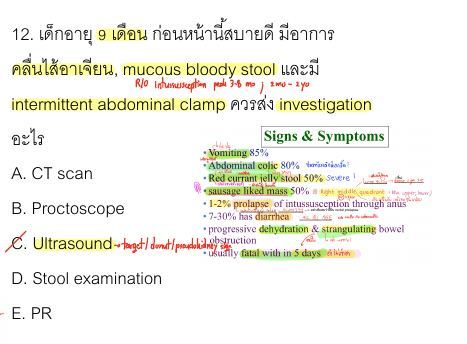 12. เด็กอายุ 9 เดือน ก่อนหน้านี้สบายดี มีอาการ
คลื่นไส้อาเจียน, mucous bloody stool และมี
R/O intussusception peak 3-8 mo ; 2mo - 2yo
intermittent abdominal clamp ควรส่ง investigation
อะไร
A. CT scan
B. Proctoscope
C. Ultrasound → target / donut / pseudokidney sign
D. Stool examination
E. PR
Signs & Symptoms
• Vomiting 85%
• Abdominal colic 80%
• Red currant jelly stool 50% severe !
• sausage liked mass 50% right middle quadrant
• 1-2% prolapse of intussusception through anus
• 7-30% has diarrhea
• progressive dehydration & strangulating bowel
obstruction
• usually fatal with in 5 days